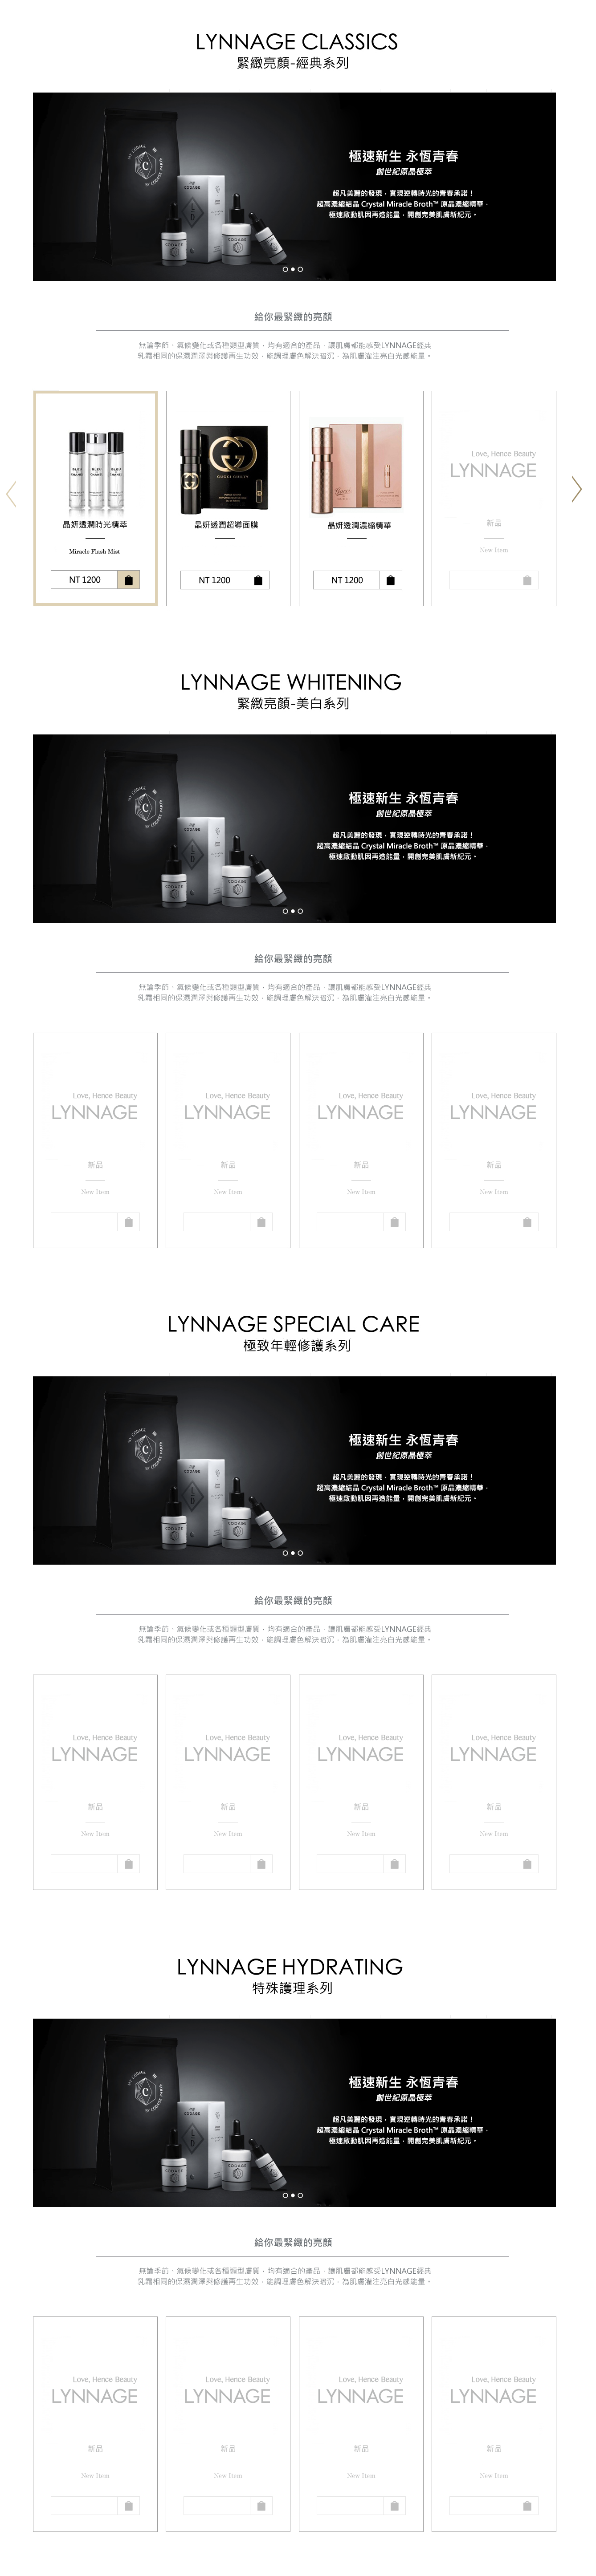 LYNNAGE CLASSICS
緊緻亮顏-經典系列
MY CODAGE
C
BY CODAGE PARIS
MY
CODAGE
CODAGE
極速新生 永恆青春
創世紀原晶極萃
超凡美麗的發現，實現逆轉時光的青春承諾！
超高濃縮結晶 Crystal Miracle Broth™ 原晶濃縮精華，
極速啟動肌因再造能量，開創完美肌膚新紀元。
給你最緊緻的亮顏
無論季節、氣候變化或各種類型膚質，均有適合的產品，讓肌膚都能感受LYNNAGE經典
乳霜相同的保濕潤澤與修護再生功效，能調理膚色解決暗沉，為肌膚灌注亮白光感能量。
BLEU
CHANEL
晶妍透潤時光精萃
Miracle Flash Mist
NT 1200
GUCCI GUILTY
晶妍透潤超導面膜
NT 1200
Gucci
晶妍透潤濃縮精華
NT 1200
Love, Hence Beauty
LYNNAGE
新品
New Item
LYNNAGE WHITENING
緊緻亮顏-美白系列
MY CODAGE
C
BY CODAGE PARIS
MY
CODAGE
CODAGE
極速新生 永恆青春
創世紀原晶極萃
超凡美麗的發現，實現逆轉時光的青春承諾！
超高濃縮結晶 Crystal Miracle Broth™ 原晶濃縮精華，
極速啟動肌因再造能量，開創完美肌膚新紀元。
給你最緊緻的亮顏
無論季節、氣候變化或各種類型膚質，均有適合的產品，讓肌膚都能感受LYNNAGE經典
乳霜相同的保濕潤澤與修護再生功效，能調理膚色解決暗沉，為肌膚灌注亮白光感能量。
Love, Hence Beauty
LYNNAGE
新品
New Item
Love, Hence Beauty
LYNNAGE
新品
New Item
Love, Hence Beauty
LYNNAGE
新品
New Item
Love, Hence Beauty
LYNNAGE
新品
New Item
LYNNAGE SPECIAL CARE
極致年輕修護系列
MY CODAGE
C
BY CODAGE PARIS
MY
CODAGE
CODAGE
極速新生 永恆青春
創世紀原晶極萃
超凡美麗的發現，實現逆轉時光的青春承諾！
超高濃縮結晶 Crystal Miracle Broth™ 原晶濃縮精華，
極速啟動肌因再造能量，開創完美肌膚新紀元。
給你最緊緻的亮顏
無論季節、氣候變化或各種類型膚質，均有適合的產品，讓肌膚都能感受LYNNAGE經典
乳霜相同的保濕潤澤與修護再生功效，能調理膚色解決暗沉，為肌膚灌注亮白光感能量。
Love, Hence Beauty
LYNNAGE
新品
New Item
Love, Hence Beauty
LYNNAGE
新品
New Item
Love, Hence Beauty
LYNNAGE
新品
New Item
Love, Hence Beauty
LYNNAGE
新品
New Item
LYNNAGE HYDRATING
特殊護理系列
MY CODAGE
C
BY CODAGE PARIS
MY
CODAGE
CODAGE
極速新生 永恆青春
創世紀原晶極萃
超凡美麗的發現，實現逆轉時光的青春承諾！
超高濃縮結晶 Crystal Miracle Broth™ 原晶濃縮精華，
極速啟動肌因再造能量，開創完美肌膚新紀元。
給你最緊緻的亮顏
無論季節、氣候變化或各種類型膚質，均有適合的產品，讓肌膚都能感受LYNNAGE經典
乳霜相同的保濕潤澤與修護再生功效，能調理膚色解決暗沉，為肌膚灌注亮白光感能量。
Love, Hence Beauty
LYNNAGE
新品
New Item
Love, Hence Beauty
LYNNAGE
新品
New Item
Love, Hence Beauty
LYNNAGE
新品
New Item
Love, Hence Beauty
LYNNAGE
新品
New Item